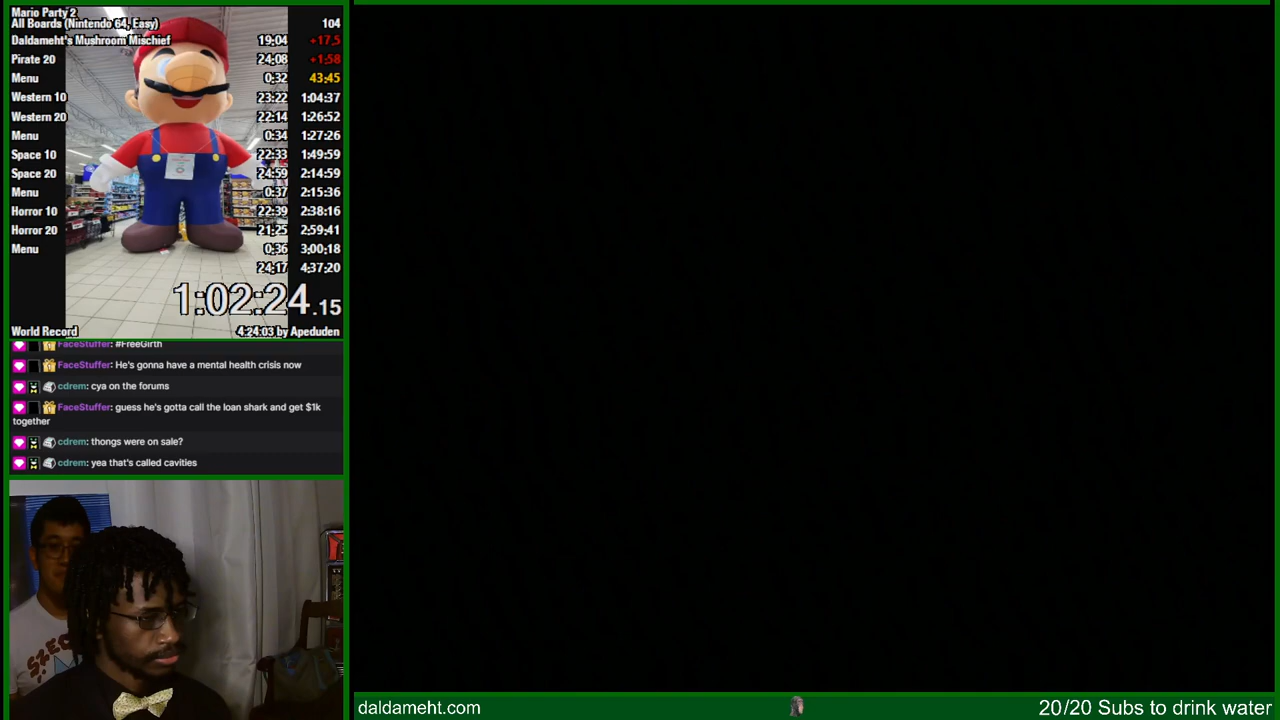 Mario Party 2
All Boards (Nintendo 64, Easy) 104
Daldameht's Mushroom Mischief 19:04 +17.5
Pirate 20 24:08 +1:58
Menu 0:32 43:45
Western 10 23:22 1:04:37
Western 20 22:14 1:26:52
Menu 0:34 1:27:26
Space 10 22:33 1:49:59
Space 20 24:59 2:14:59
Menu 0:37 2:15:36
Horror 10 22:39 2:38:16
Horror 20 21:25 2:59:41
Menu 0:36 3:00:18
24:17 4:37:20
1:02:24.15
World Record 4:24:03 by Apeduden
FaceStuffer: #FreeGirth
FaceStuffer: He's gonna have a mental health crisis now
cdrem: cya on the forums
FaceStuffer: guess he's gotta call the loan shark and get $1k
together
cdrem: thongs were on sale?
cdrem: yea that's called cavities
daldameht.com 20/20 Subs to drink water